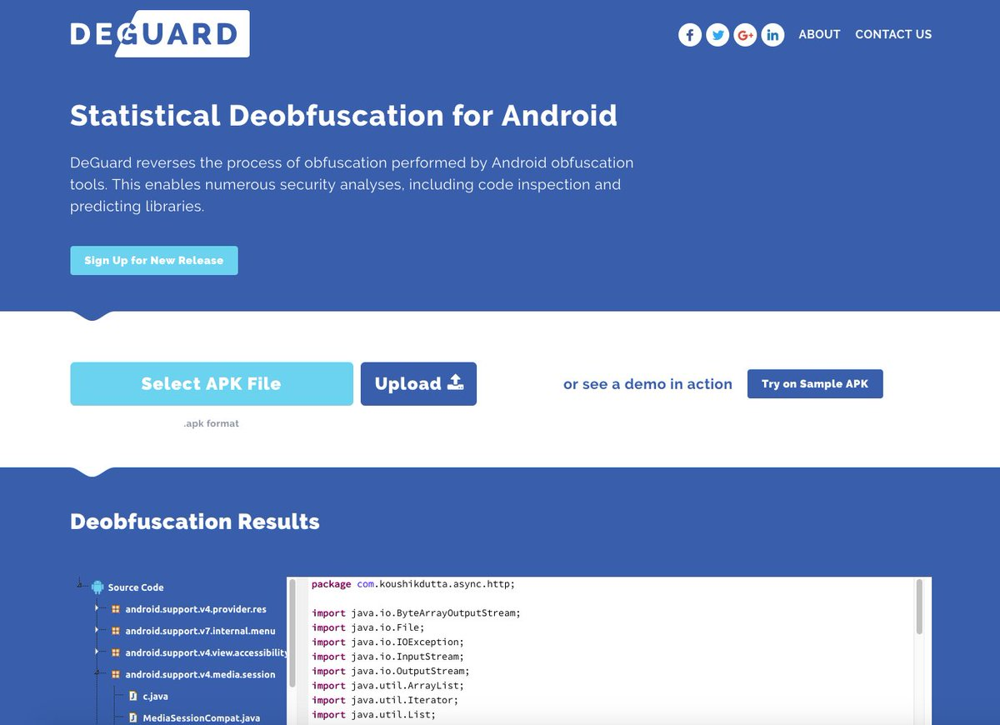 DEGUARD
ABOUT
CONTACT US
Statistical Deobfuscation for Android
DeGuard reverses the process of obfuscation performed by Android obfuscation
tools. This enables numerous security analyses, including code inspection and
predicting libraries.
Sign Up for New Release
Select APK File
Upload
or see a demo in action
Try on Sample APK
.apk format
Deobfuscation Results
Source Code
android.support.v4.provider.res
android.support.v7.internal.menu
android.support.v4.view.accessibility
android.support.v4.media.session
c.java
MediaSessionCompat.java
package com.koushikdutta.async.http;
import java.io.ByteArrayOutputStream;
import java.io.File;
import java.io.IOException;
import java.io.InputStream;
import java.io.OutputStream;
import java.util.ArrayList;
import java.util.Iterator;
import java.util.List;